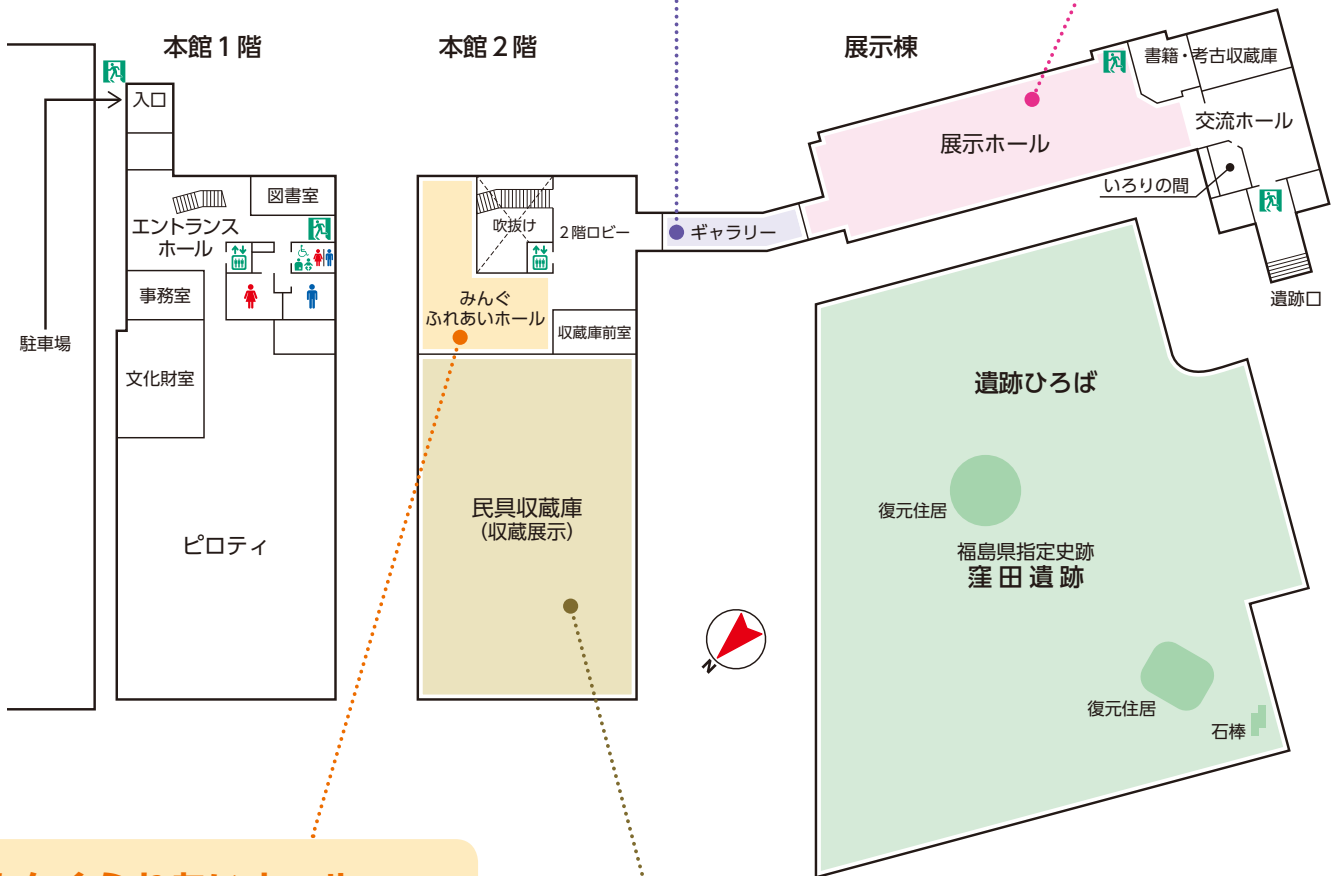 本館1階
本館2階
展示棟
入口
図書室
エントランス
ホール
事務室
駐車場
文化財室
ピロティ
吹抜け
2階ロビー
みんぐ
ふれあいホール
収蔵庫前室
民具収蔵庫
(収蔵展示)
ギャラリー
展示ホール
書籍・考古収蔵庫
交流ホール
いろりの間
遺跡口
遺跡ひろば
復元住居
福島県指定史跡
窪田遺跡
復元住居
石棒
N